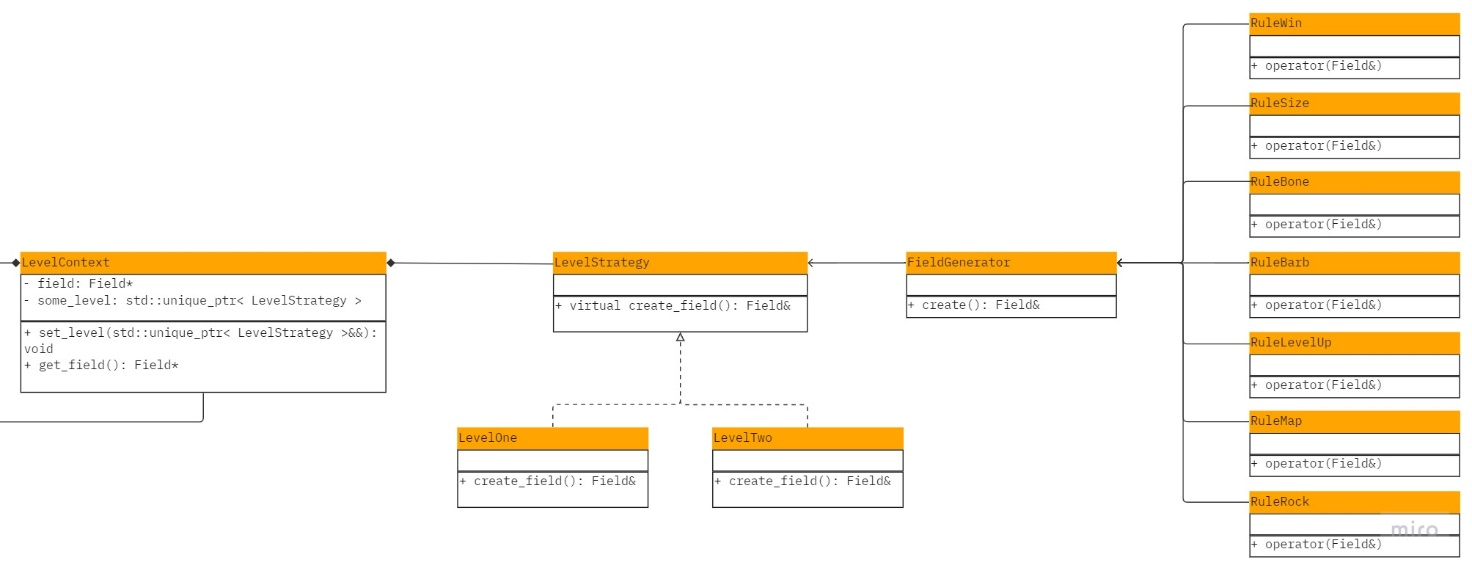 LevelContext
- field: Field*
- some_level: std::unique_ptr< LevelStrategy >
+ set_level(std::unique_ptr< LevelStrategy >&&):
void
+ get_field(): Field*
LevelStrategy
+ virtual create_field(): Field&
LevelOne
+ create_field(): Field&
LevelTwo
+ create_field(): Field&
FieldGenerator
+ create(): Field&
RuleWin
+ operator(Field&)
RuleSize
+ operator(Field&)
RuleBone
+ operator(Field&)
RuleBarb
+ operator(Field&)
RuleLevelUp
+ operator(Field&)
RuleMap
+ operator(Field&)
RuleRock
+ operator(Field&)
miro